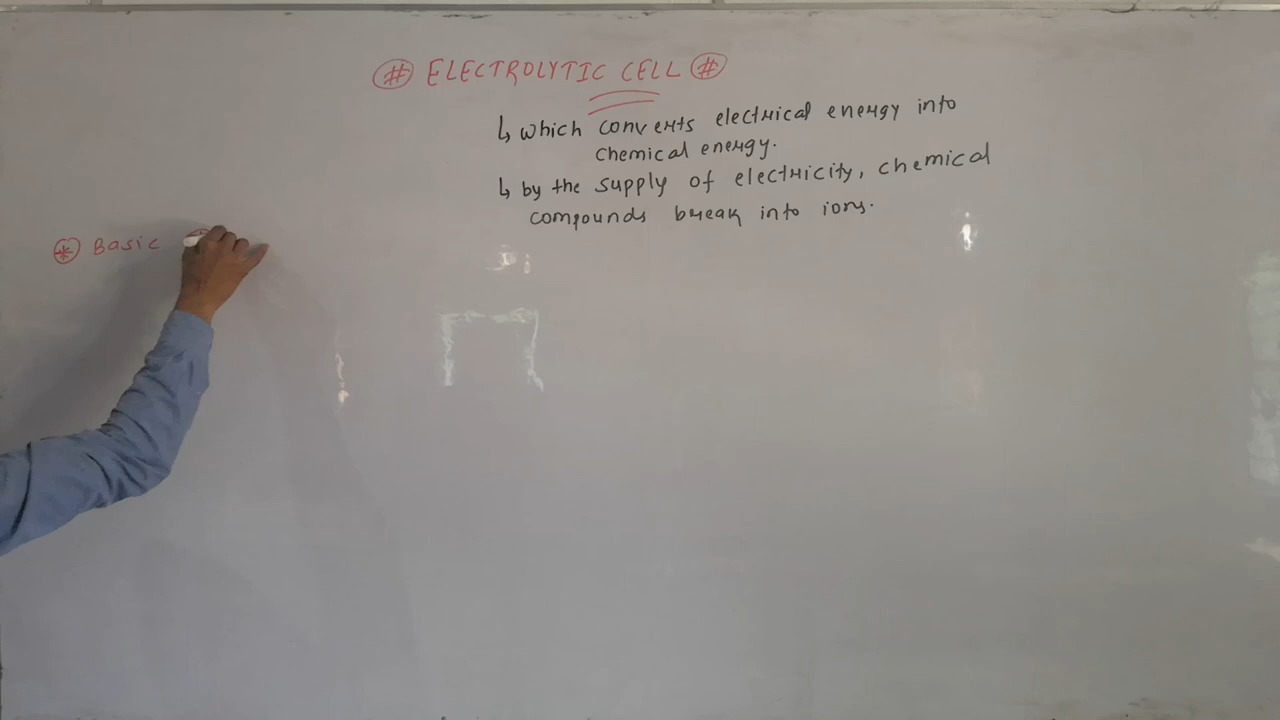 # ELECTROLYTIC CELL #
↳ which converts electrical energy into
chemical energy.
↳ by the supply of electricity, chemical
compounds break into ions.
* Basic